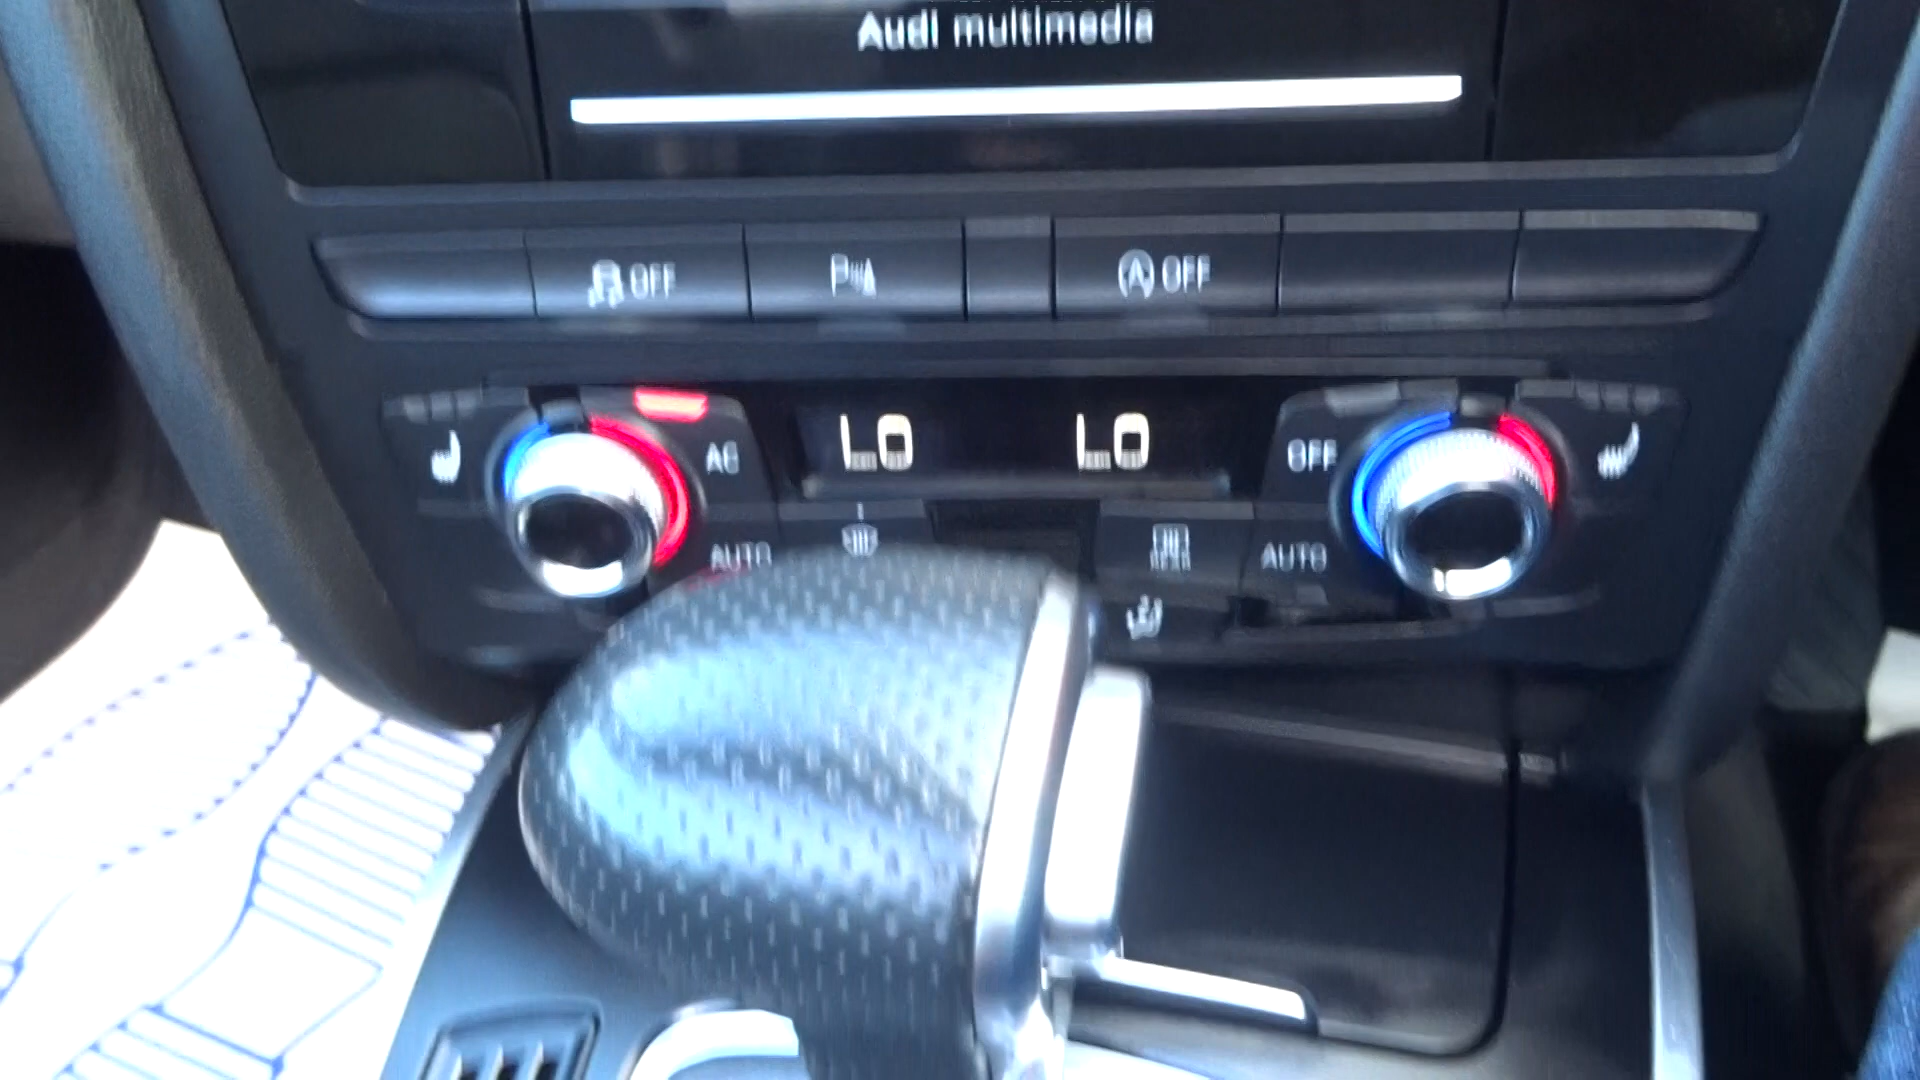 Audi multimedia
OFF P A OFF
LO LO
AC OFF
AUTO AUTO